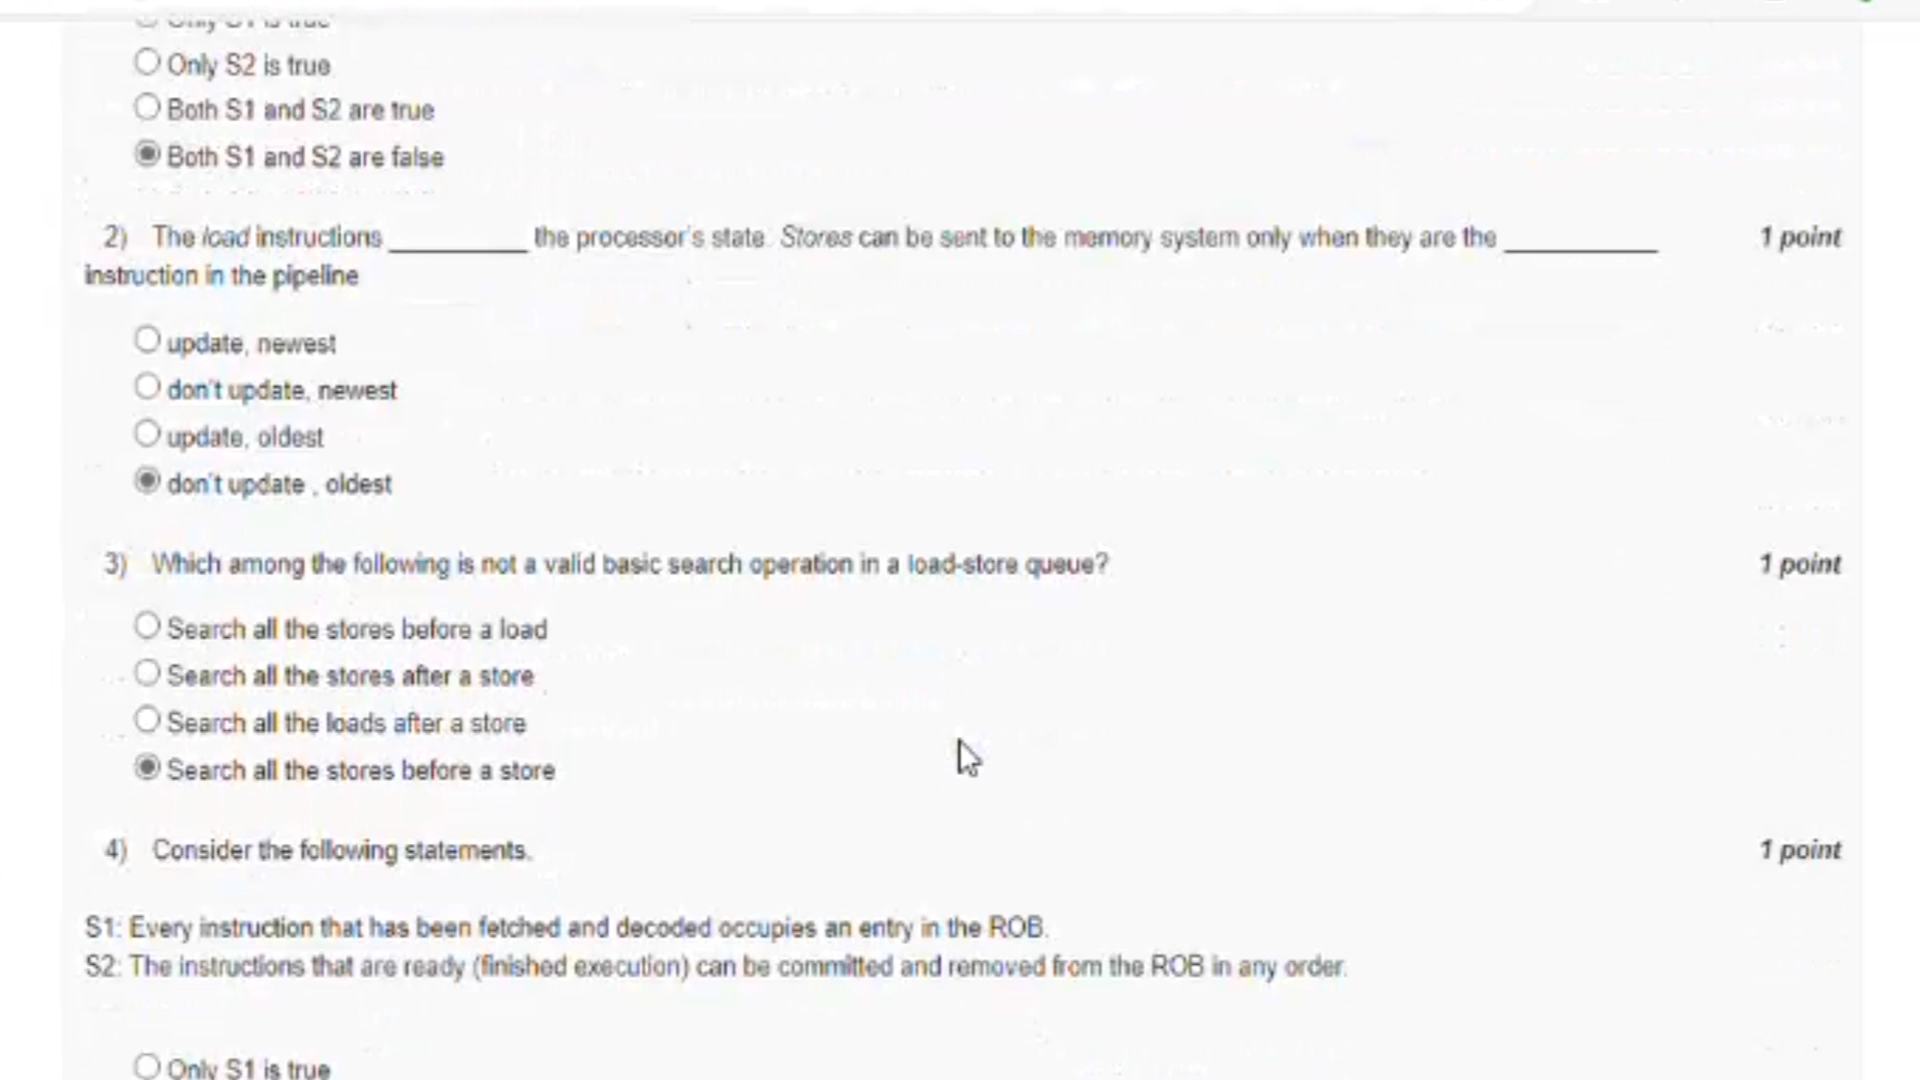 Only S1 is true
Only S2 is true
Both S1 and S2 are true
Both S1 and S2 are false
2) The load instructions __________ the processor's state. Stores can be sent to the memory system only when they are the ___________ 1 point
instruction in the pipeline
update, newest
don't update, newest
update, oldest
don't update , oldest
3) Which among the following is not a valid basic search operation in a load-store queue? 1 point
Search all the stores before a load
Search all the stores after a store
Search all the loads after a store
Search all the stores before a store
4) Consider the following statements. 1 point
S1: Every instruction that has been fetched and decoded occupies an entry in the ROB.
S2: The instructions that are ready (finished execution) can be committed and removed from the ROB in any order.
Only S1 is true